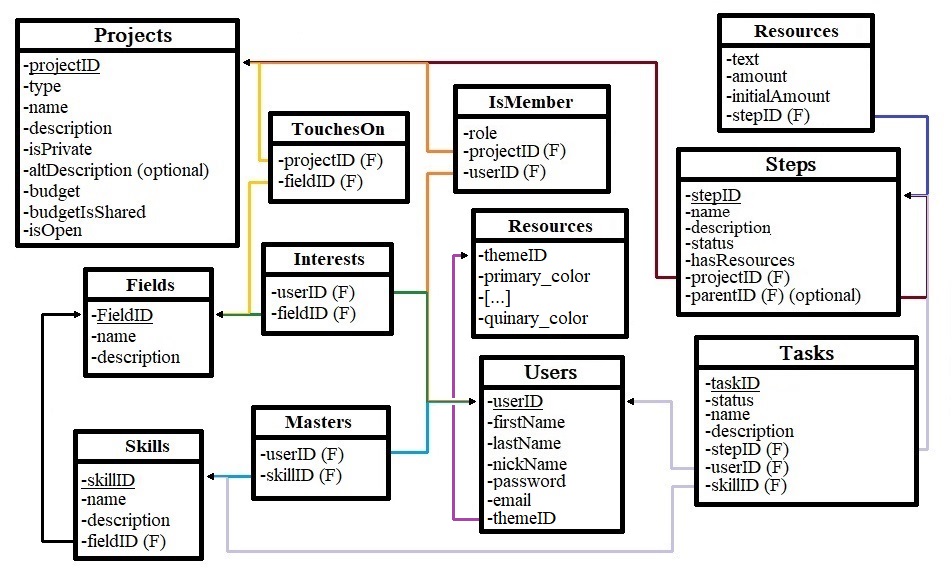 Projects
-projectID
-type
-name
-description
-isPrivate
-altDescription (optional)
-budget
-budgetIsShared
-isOpen
TouchesOn
-projectID (F)
-fieldID (F)
IsMember
-role
-projectID (F)
-userID (F)
Resources
-text
-amount
-initialAmount
-stepID (F)
Steps
-stepID
-name
-description
-status
-hasResources
-projectID (F)
-parentID (F) (optional)
Resources
-themeID
-primary_color
-[...]
-quinary_color
Interests
-userID (F)
-fieldID (F)
Fields
-FieldID
-name
-description
Users
-userID
-firstName
-lastName
-nickName
-password
-email
-themeID
Tasks
-taskID
-status
-name
-description
-stepID (F)
-userID (F)
-skillID (F)
Masters
-userID (F)
-skillID (F)
Skills
-skillID
-name
-description
-fieldID (F)